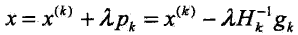 x = x^{(k)} + λp_k = x^{(k)} − λH_k^{−1}g_k